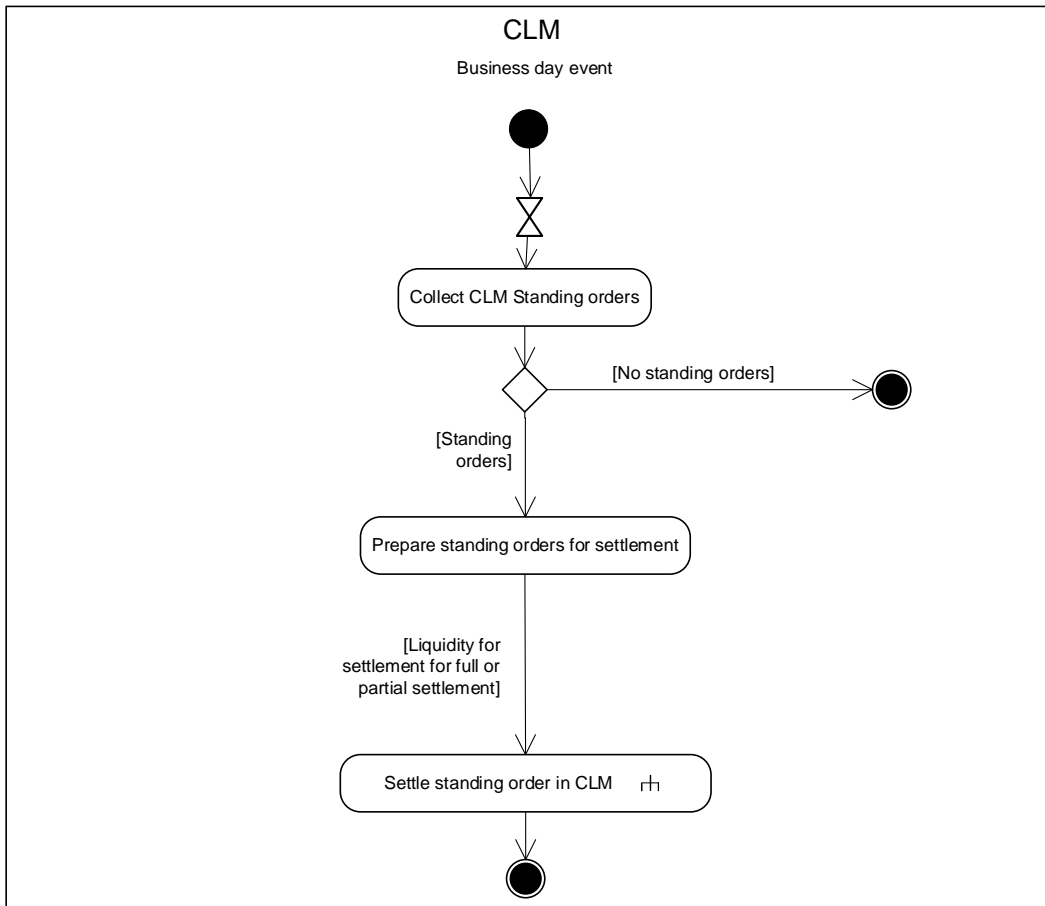 CLM
Business day event
Collect CLM Standing orders
[No standing orders]
[Standing
orders]
Prepare standing orders for settlement
[Liquidity for
settlement for full or
partial settlement]
Settle standing order in CLM